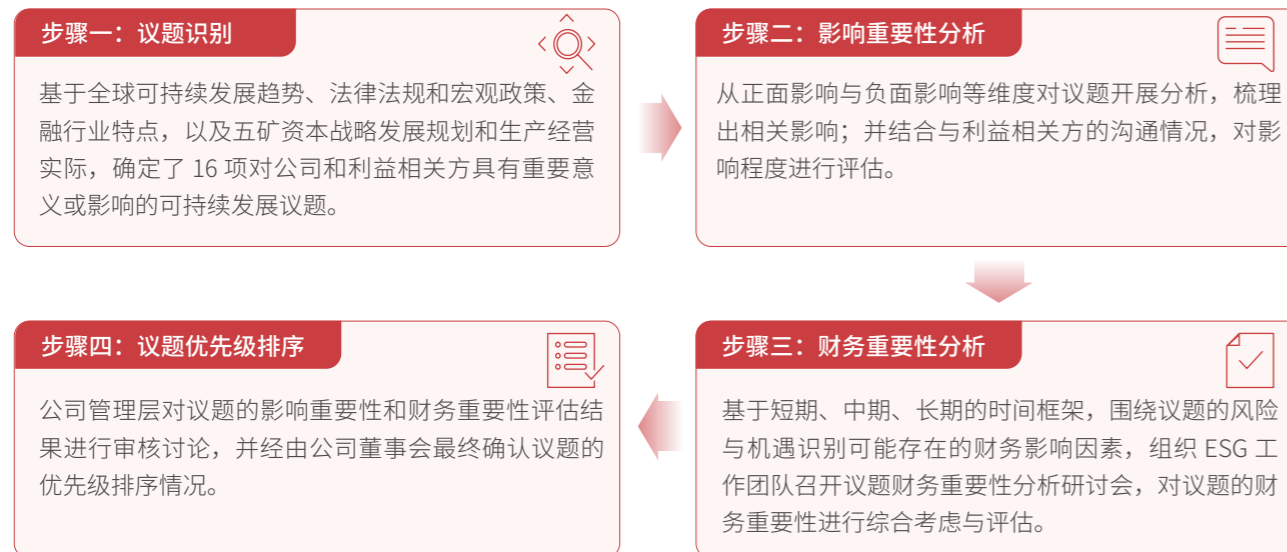 步骤一：议题识别
基于全球可持续发展趋势、法律法规和宏观政策、金
融行业特点，以及五矿资本战略发展规划和生产经营
实际，确定了 16 项对公司和利益相关方具有重要意
义或影响的可持续发展议题。
步骤二：影响重要性分析
从正面影响与负面影响等维度对议题开展分析，梳理
出相关影响；并结合与利益相关方的沟通情况，对影
响程度进行评估。
步骤三：财务重要性分析
基于短期、中期、长期的时间框架，围绕议题的风险
与机遇识别可能存在的财务影响因素，组织 ESG 工
作团队召开议题财务重要性分析研讨会，对议题的财
务重要性进行综合考虑与评估。
步骤四：议题优先级排序
公司管理层对议题的影响重要性和财务重要性评估结
果进行审核讨论，并经由公司董事会最终确认议题的
优先级排序情况。